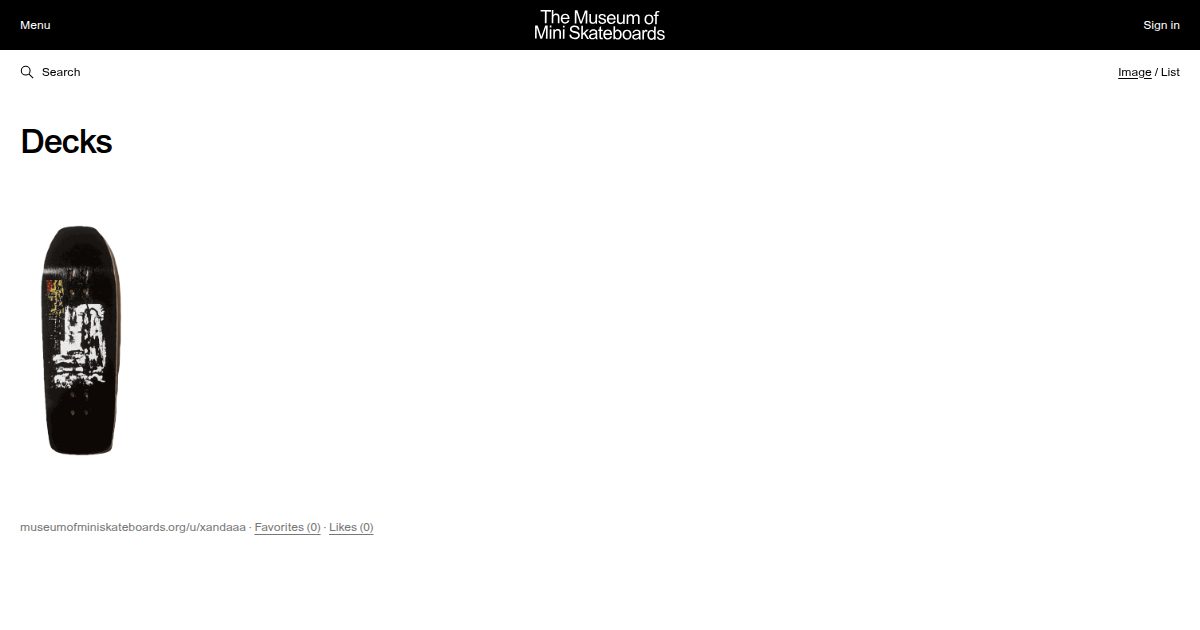 Menu
The Museum of
Mini Skateboards
Sign in
Search
Image / List
Decks
museumofminiskateboards.org/u/xandaaa · Favorites (0) · Likes (0)